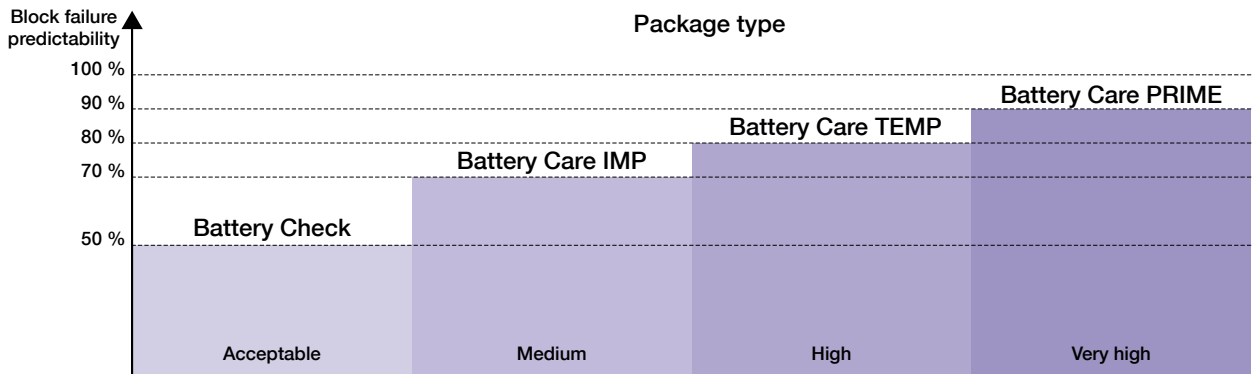 Block failure
predictability
Package type
100 %
90 %
Battery Care PRIME
80 %
Battery Care TEMP
70 %
Battery Care IMP
50 %
Battery Check
Acceptable
Medium
High
Very high